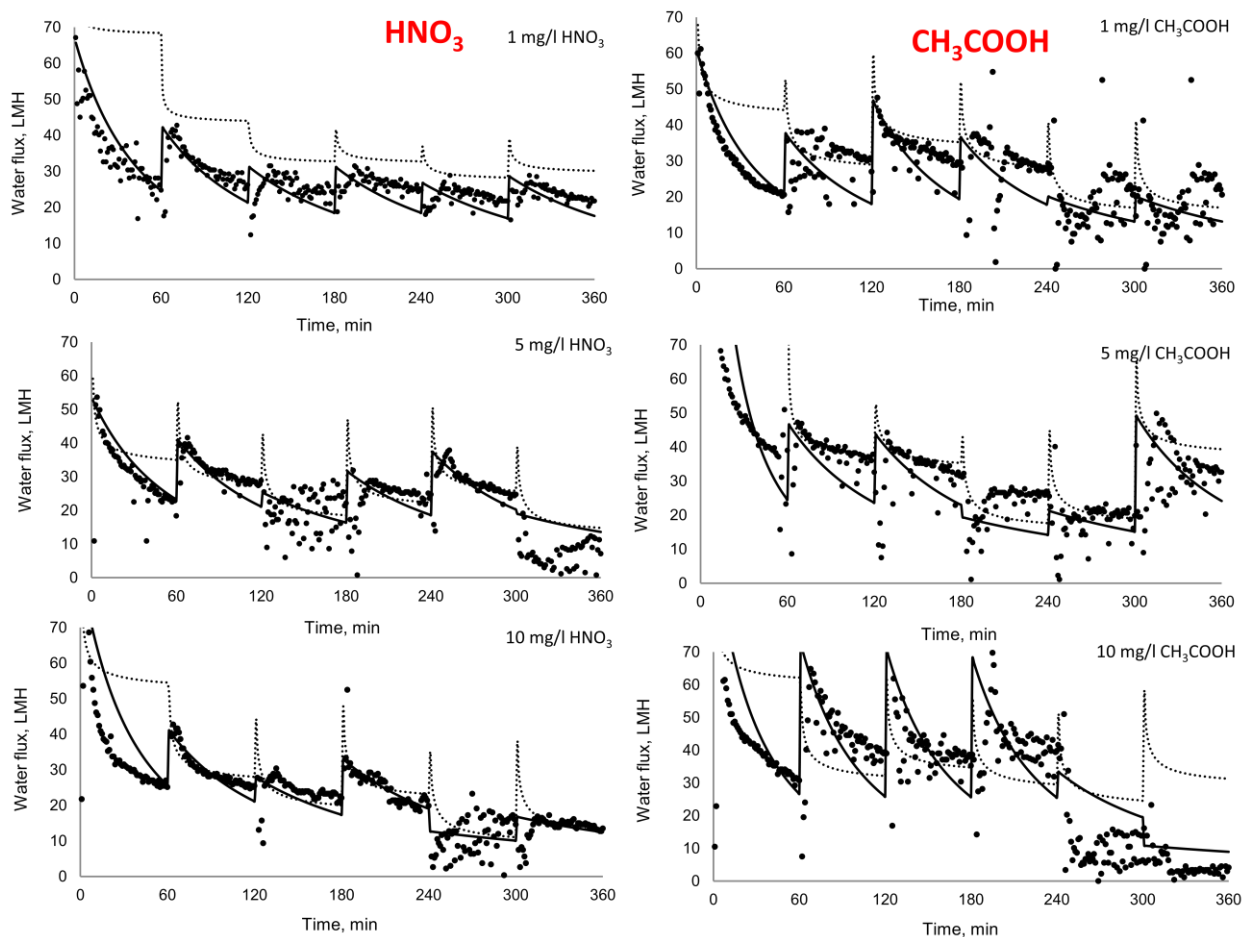 HNO₃
CH₃COOH
1 mg/l HNO₃
Water flux, LMH
70
60
50
40
30
20
10
0
0 60 120 180 240 300 360
Time, min
1 mg/l CH₃COOH
Water flux, LMH
70
60
50
40
30
20
10
0
0 60 120 180 240 300 360
Time, min
5 mg/l HNO₃
Water flux, LMH
70
60
50
40
30
20
10
0
0 60 120 180 240 300 360
Time, min
5 mg/l CH₃COOH
Water flux, LMH
70
60
50
40
30
20
10
0
0 60 120 180 240 300 360
Time, min
10 mg/l HNO₃
Water flux, LMH
70
60
50
40
30
20
10
0
0 60 120 180 240 300 360
Time, min
10 mg/l CH₃COOH
Water flux, LMH
70
60
50
40
30
20
10
0
0 60 120 180 240 300 360
Time, min